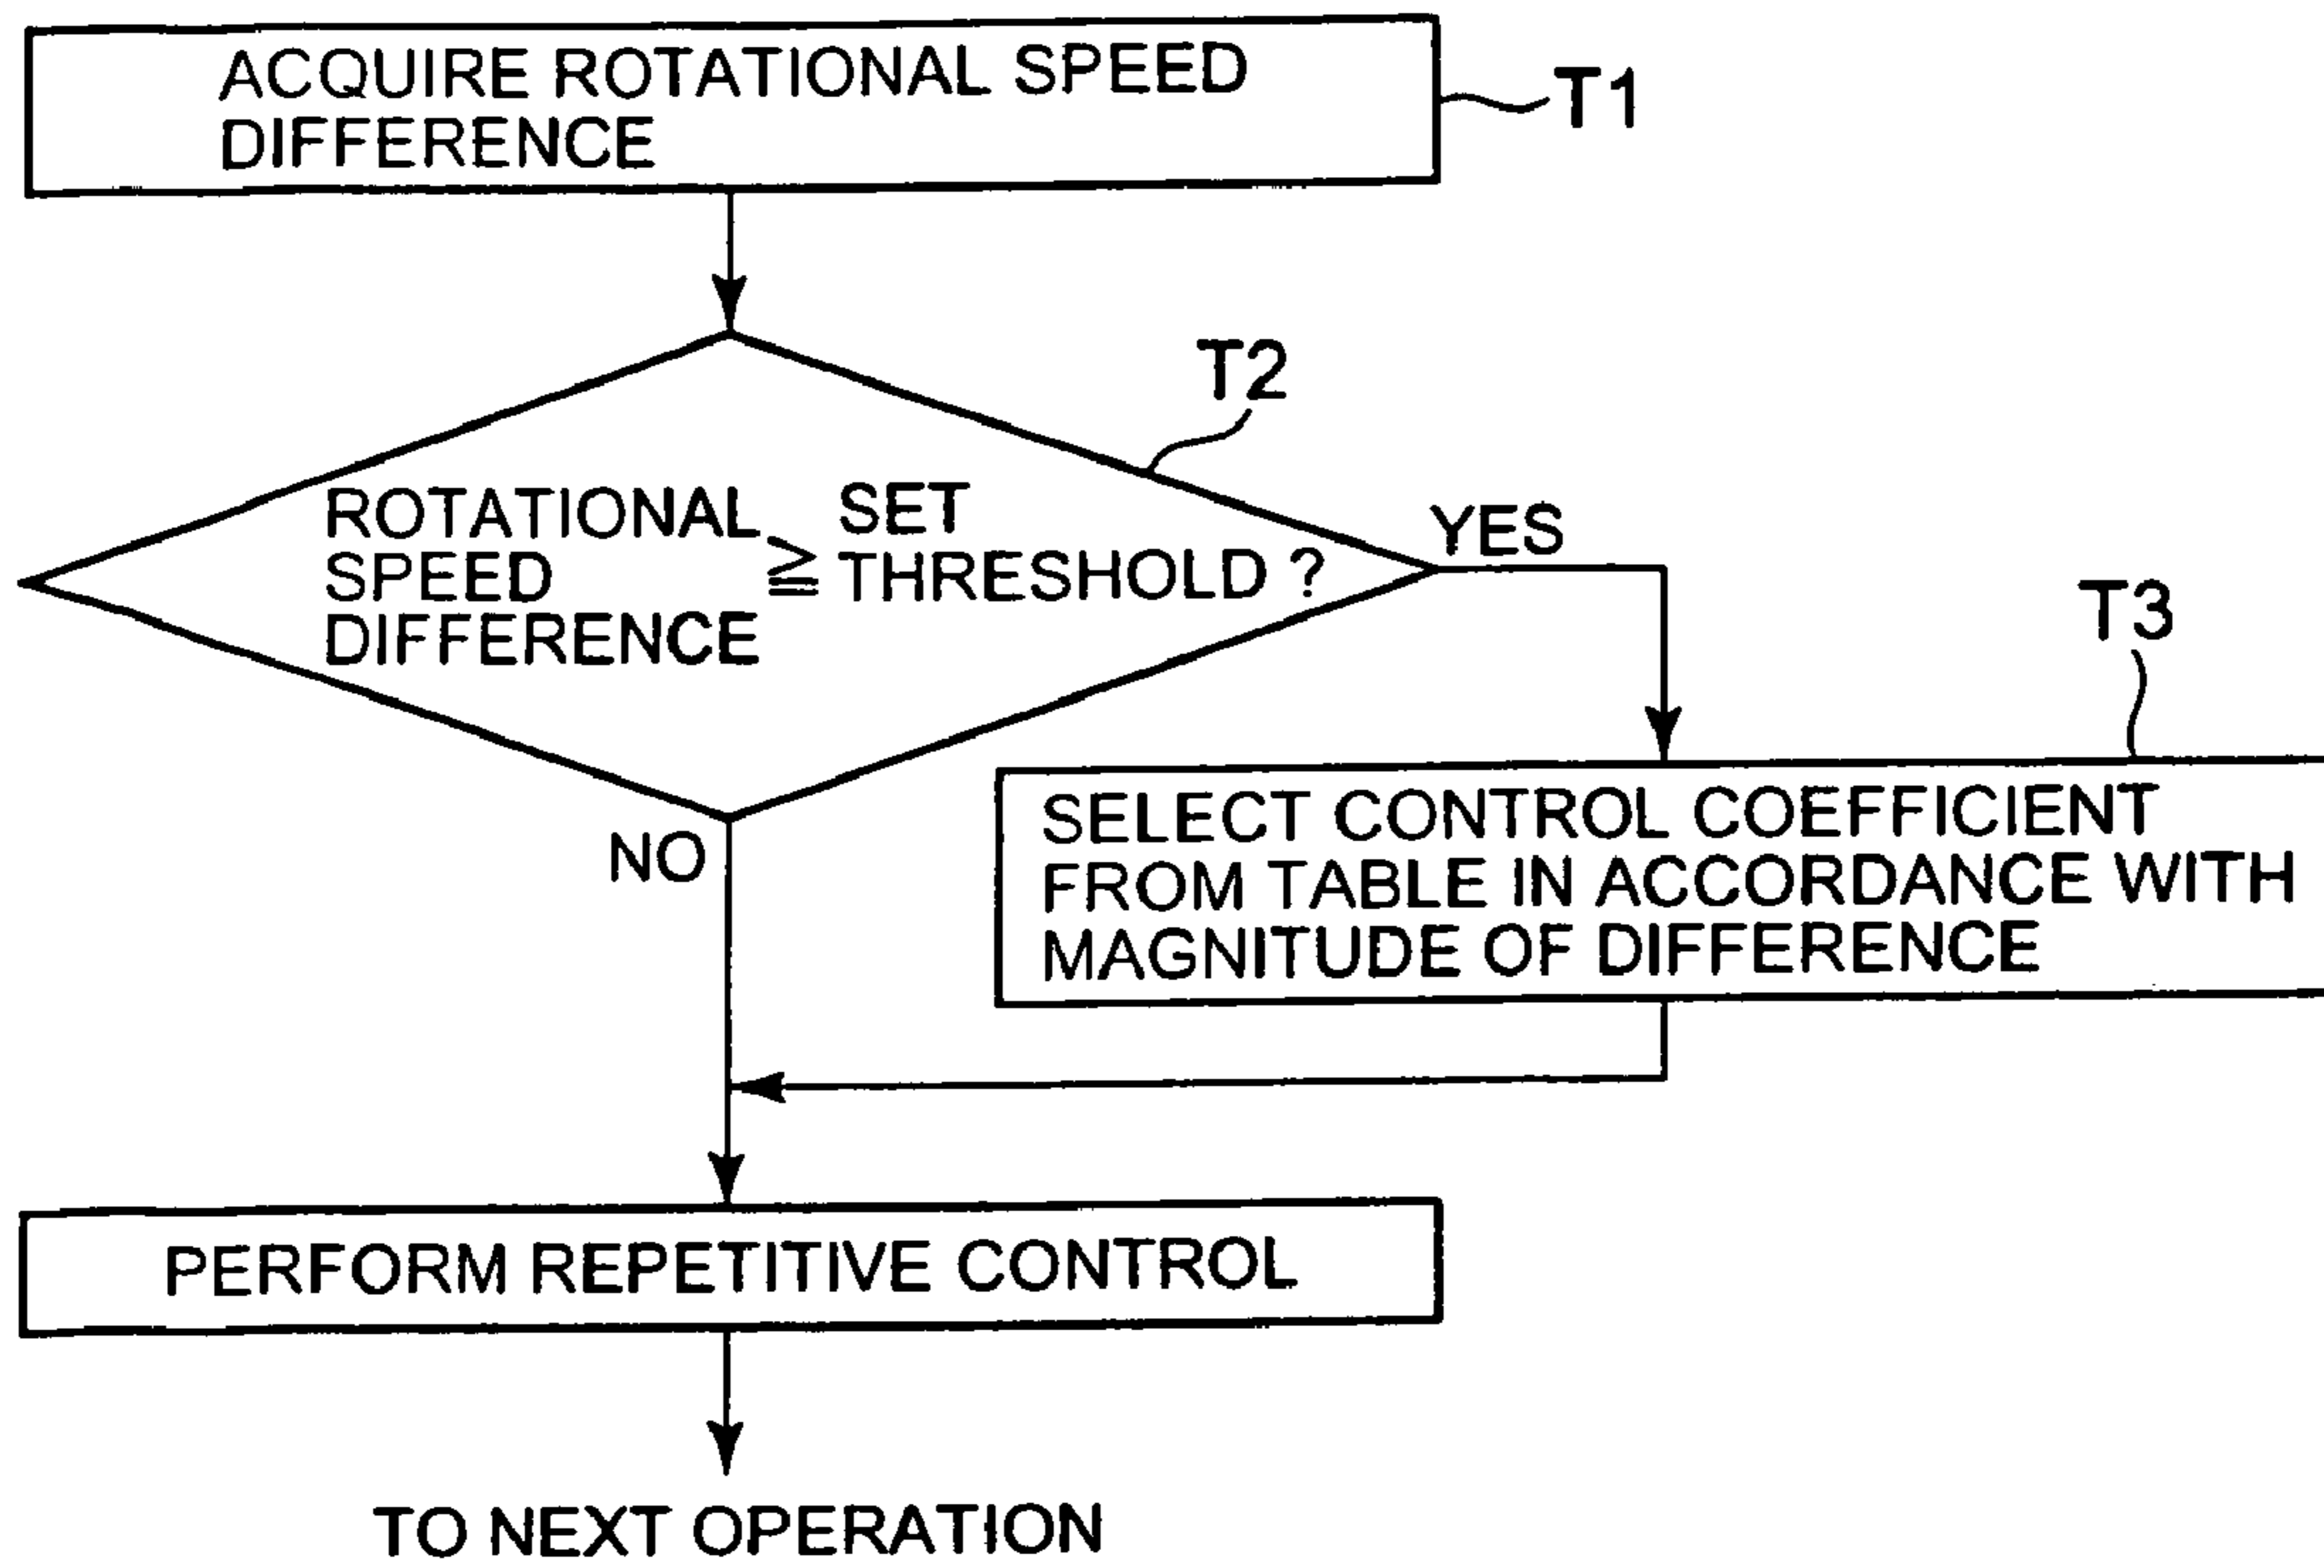 ACQUIRE ROTATIONAL SPEED
DIFFERENCE
T1
T2
ROTATIONAL
SPEED
DIFFERENCE
≧
SET
THRESHOLD ?
YES
T3
SELECT CONTROL COEFFICIENT
FROM TABLE IN ACCORDANCE WITH
MAGNITUDE OF DIFFERENCE
NO
PERFORM REPETITIVE CONTROL
TO NEXT OPERATION